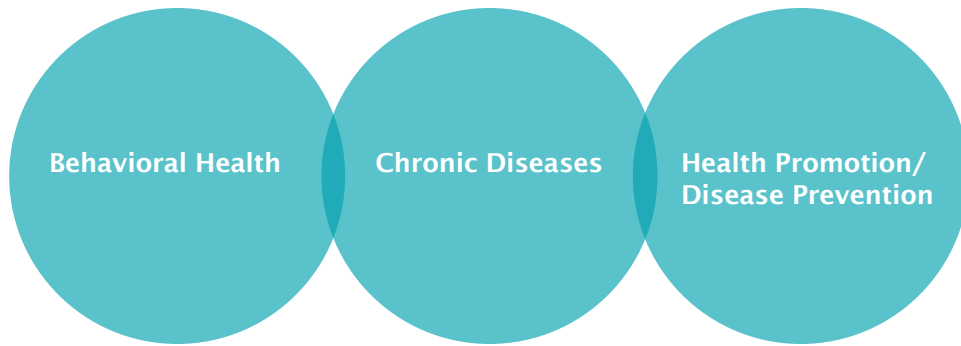 Behavioral Health
Chronic Diseases
Health Promotion/
Disease Prevention